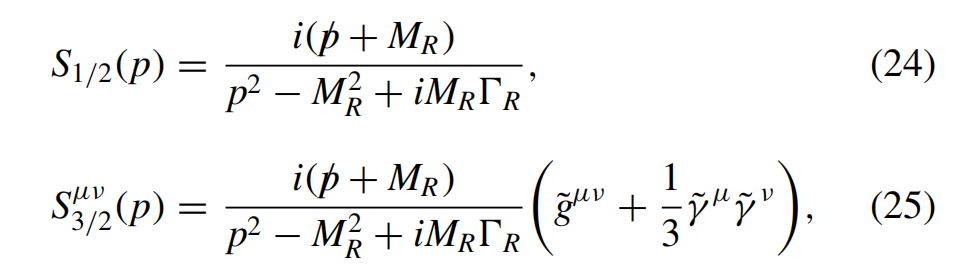 $S_{1/2}(p) = \frac{i(\not{p} + M_R)}{p^2 - M_R^2 + iM_R\Gamma_R},$ (24)
$S_{3/2}^{\mu\nu}(p) = \frac{i(\not{p} + M_R)}{p^2 - M_R^2 + iM_R\Gamma_R}\left(\tilde{g}^{\mu\nu} + \frac{1}{3}\tilde{\gamma}^{\mu}\tilde{\gamma}^{\nu}\right),$ (25)